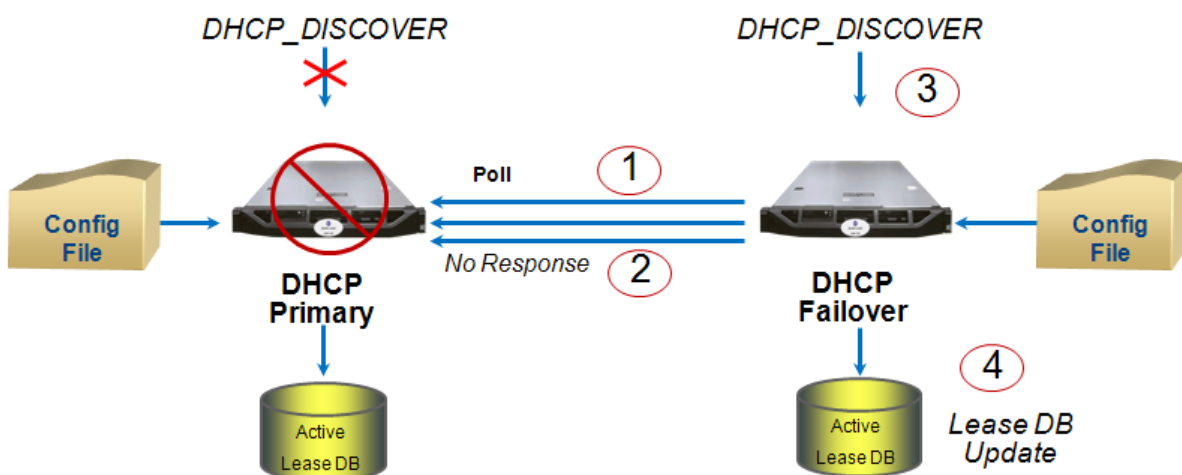 DHCP_DISCOVER
DHCP_DISCOVER
3
1
Poll
Config
File
Config
File
No Response
2
DHCP
Primary
DHCP
Failover
4
Active
Lease DB
Active
Lease DB
Lease DB
Update